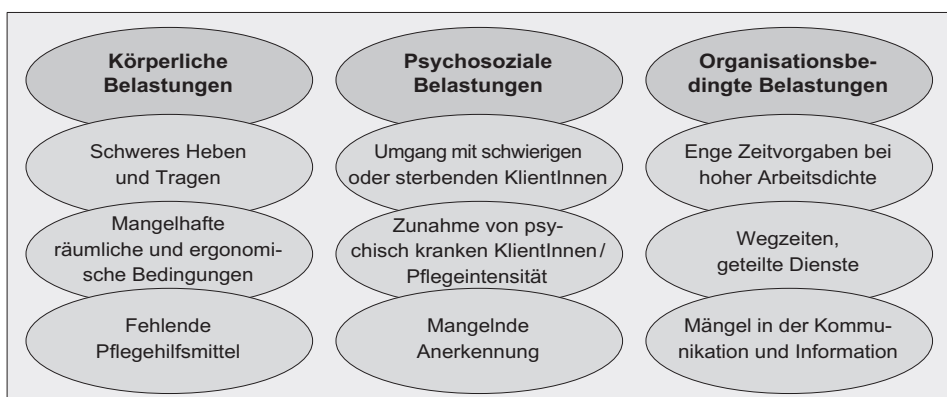 Körperliche
Belastungen
Schweres Heben
und Tragen
Mangelhafte
räumliche und ergonomi-
sche Bedingungen
Fehlende
Pflegehilfsmittel
Psychosoziale
Belastungen
Umgang mit schwierigen
oder sterbenden KlientInnen
Zunahme von psy-
chisch kranken KlientInnen/
Pflegeintensität
Mangelnde
Anerkennung
Organisationsbe-
dingte Belastungen
Enge Zeitvorgaben bei
hoher Arbeitsdichte
Wegzeiten,
geteilte Dienste
Mängel in der Kommu-
nikation und Information